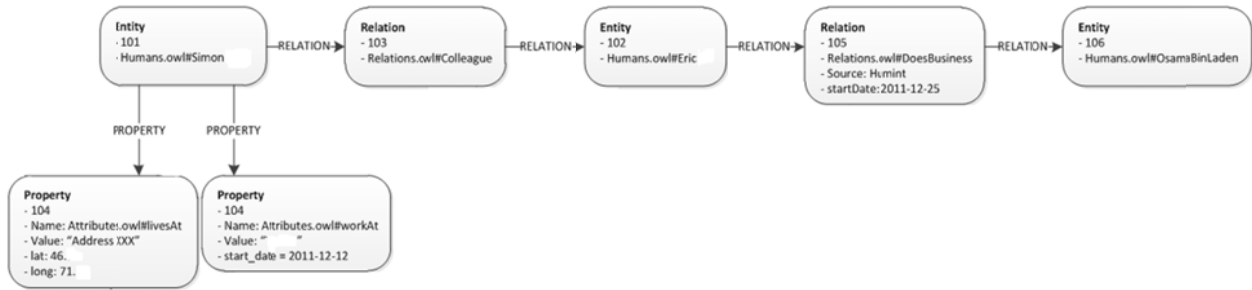 Entity
- 101
- Humans.owl#Simon
RELATION
Relation
- 103
- Relations.owl#Colleague
RELATION
Entity
- 102
- Humans.owl#Eric
RELATION
Relation
- 105
- Relations.owl#DoesBusiness
- Source: Humint
- startDate:2011-12-25
RELATION
Entity
- 106
- Humans.owl#OsamaBinLaden
PROPERTY
PROPERTY
Property
- 104
- Name: Attributes.owl#livesAt
- Value: "Address XXX"
- lat: 46.
- long: 71.
Property
- 104
- Name: Attributes.owl#workAt
- Value: " "
- start_date = 2011-12-12